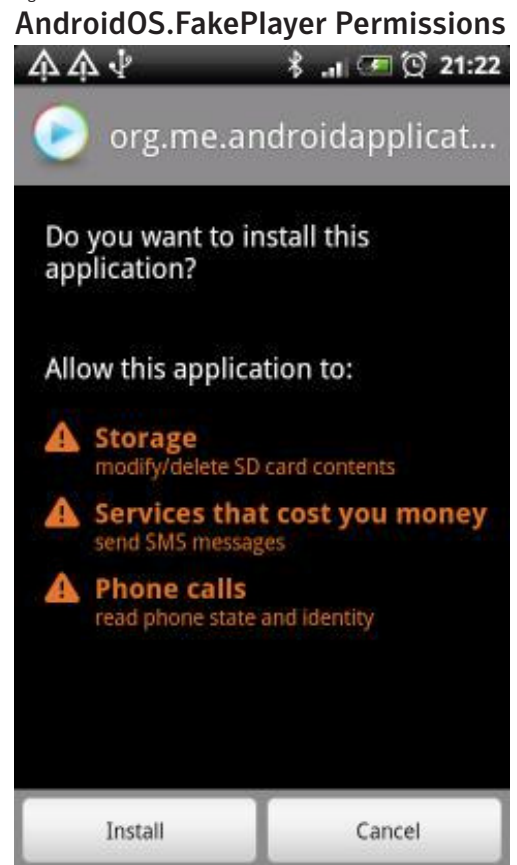 AndroidOS.FakePlayer Permissions
21:22
org.me.androidapplicat...
Do you want to install this
application?
Allow this application to:
Storage
modify/delete SD card contents
Services that cost you money
send SMS messages
Phone calls
read phone state and identity
Install
Cancel